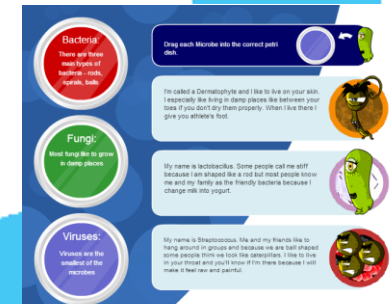 Bacteria:
There are three
main types of
bacteria - rods,
spirals, balls
Drag each Microbe into the correct petri
dish.
I'm called a Dermatophyte and I like to live on your skin.
I especially like living in damp places like between your
toes if you don't dry them properly. When I live there I
give you athlete's foot.
Fungi:
Most fungi like to grow
in damp places
My name is lactobacillus. Some people call me stiff
because I am shaped like a rod but most people know
me and my family as the friendly bacteria because I
change milk into yogurt.
Viruses:
Viruses are the
smallest of the
microbes
My name is Streptococcus. Me and my friends like to
hang around in groups and because we are ball shaped
some people think we look like caterpillars. I like to live
in your throat and you'll know if I'm there because I will
make it feel raw and painful.